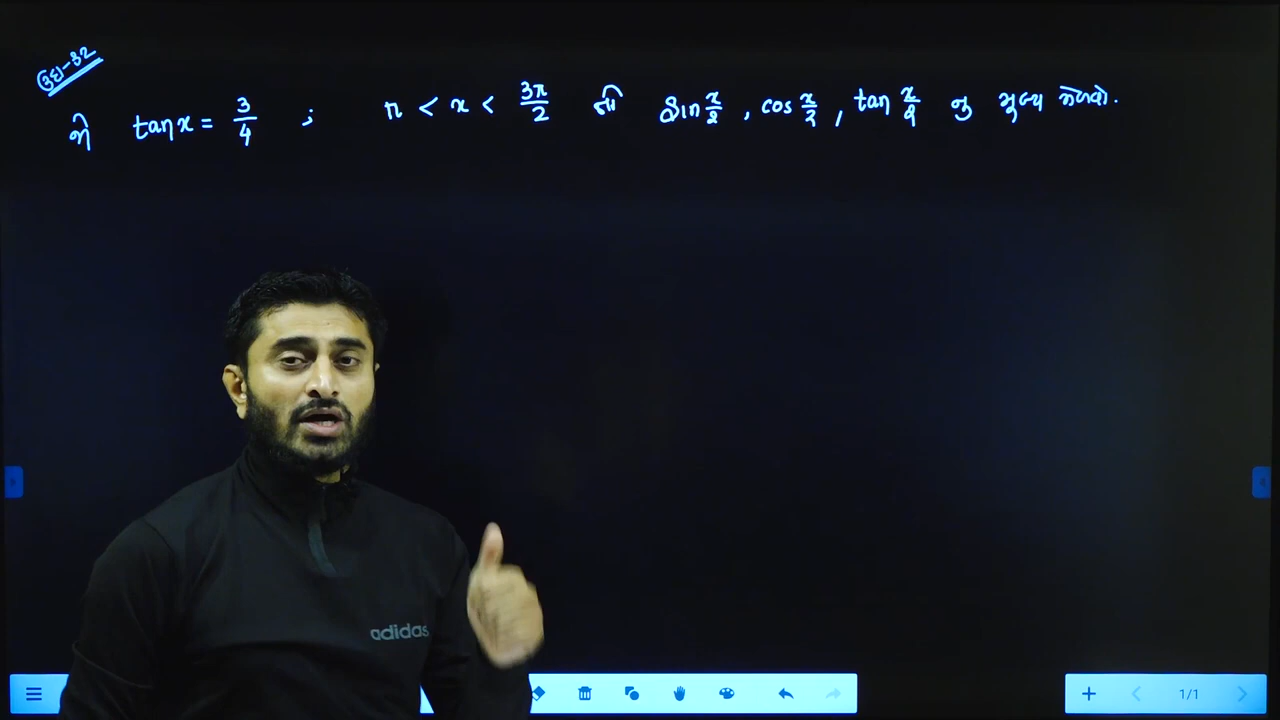 ઉદા-32
જો tan x = 3/4 ; π < x < 3π/2 તો sin x/2 , cos x/2 , tan x/2 નું મૂલ્ય મેળવો.
adidas
1/1